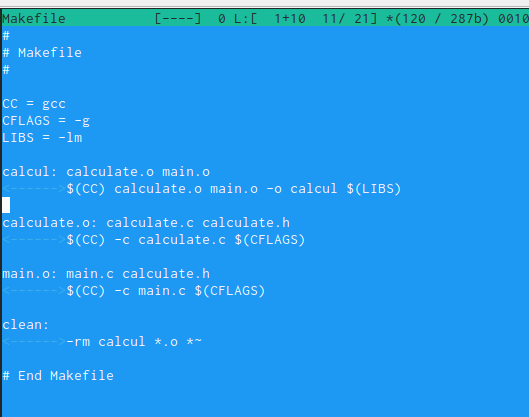 Makefile [----] 0 L:[ 1+10 11/ 21] *(120 / 287b) 0010
#
# Makefile
#
CC = gcc
CFLAGS = -g
LIBS = -lm
calcul: calculate.o main.o
<------>$(CC) calculate.o main.o -o calcul $(LIBS)
calculate.o: calculate.c calculate.h
<------>$(CC) -c calculate.c $(CFLAGS)
main.o: main.c calculate.h
<------>$(CC) -c main.c $(CFLAGS)
clean:
<------>-rm calcul *.o *~
# End Makefile